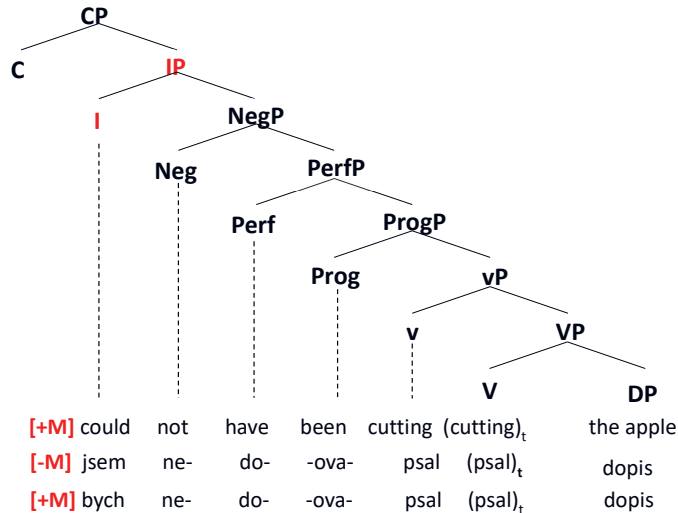 CP
C IP
I NegP
Neg PerfP
Perf ProgP
Prog vP
v VP
V DP
[+M] could not have been cutting (cutting)t the apple
[-M] jsem ne- do- -ova- psal (psal)t dopis
[+M] bych ne- do- -ova- psal (psal)t dopis